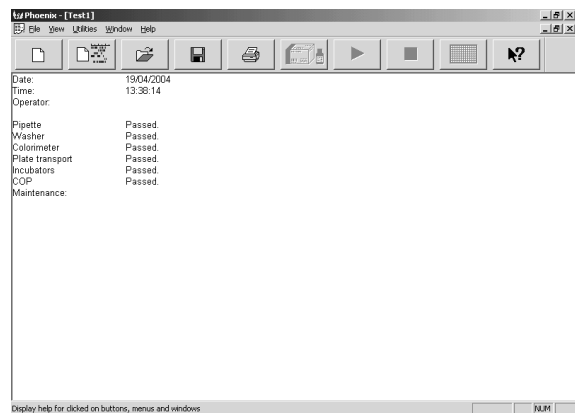 Phoenix - [Test1]
File View Utilities Window Help
Date: 19/04/2004
Time: 13:38:14
Operator:
Pipette Passed.
Washer Passed.
Colorimeter Passed.
Plate transport Passed.
Incubators Passed.
COP Passed.
Maintenance:
Display help for clicked on buttons, menus and windows
NUM